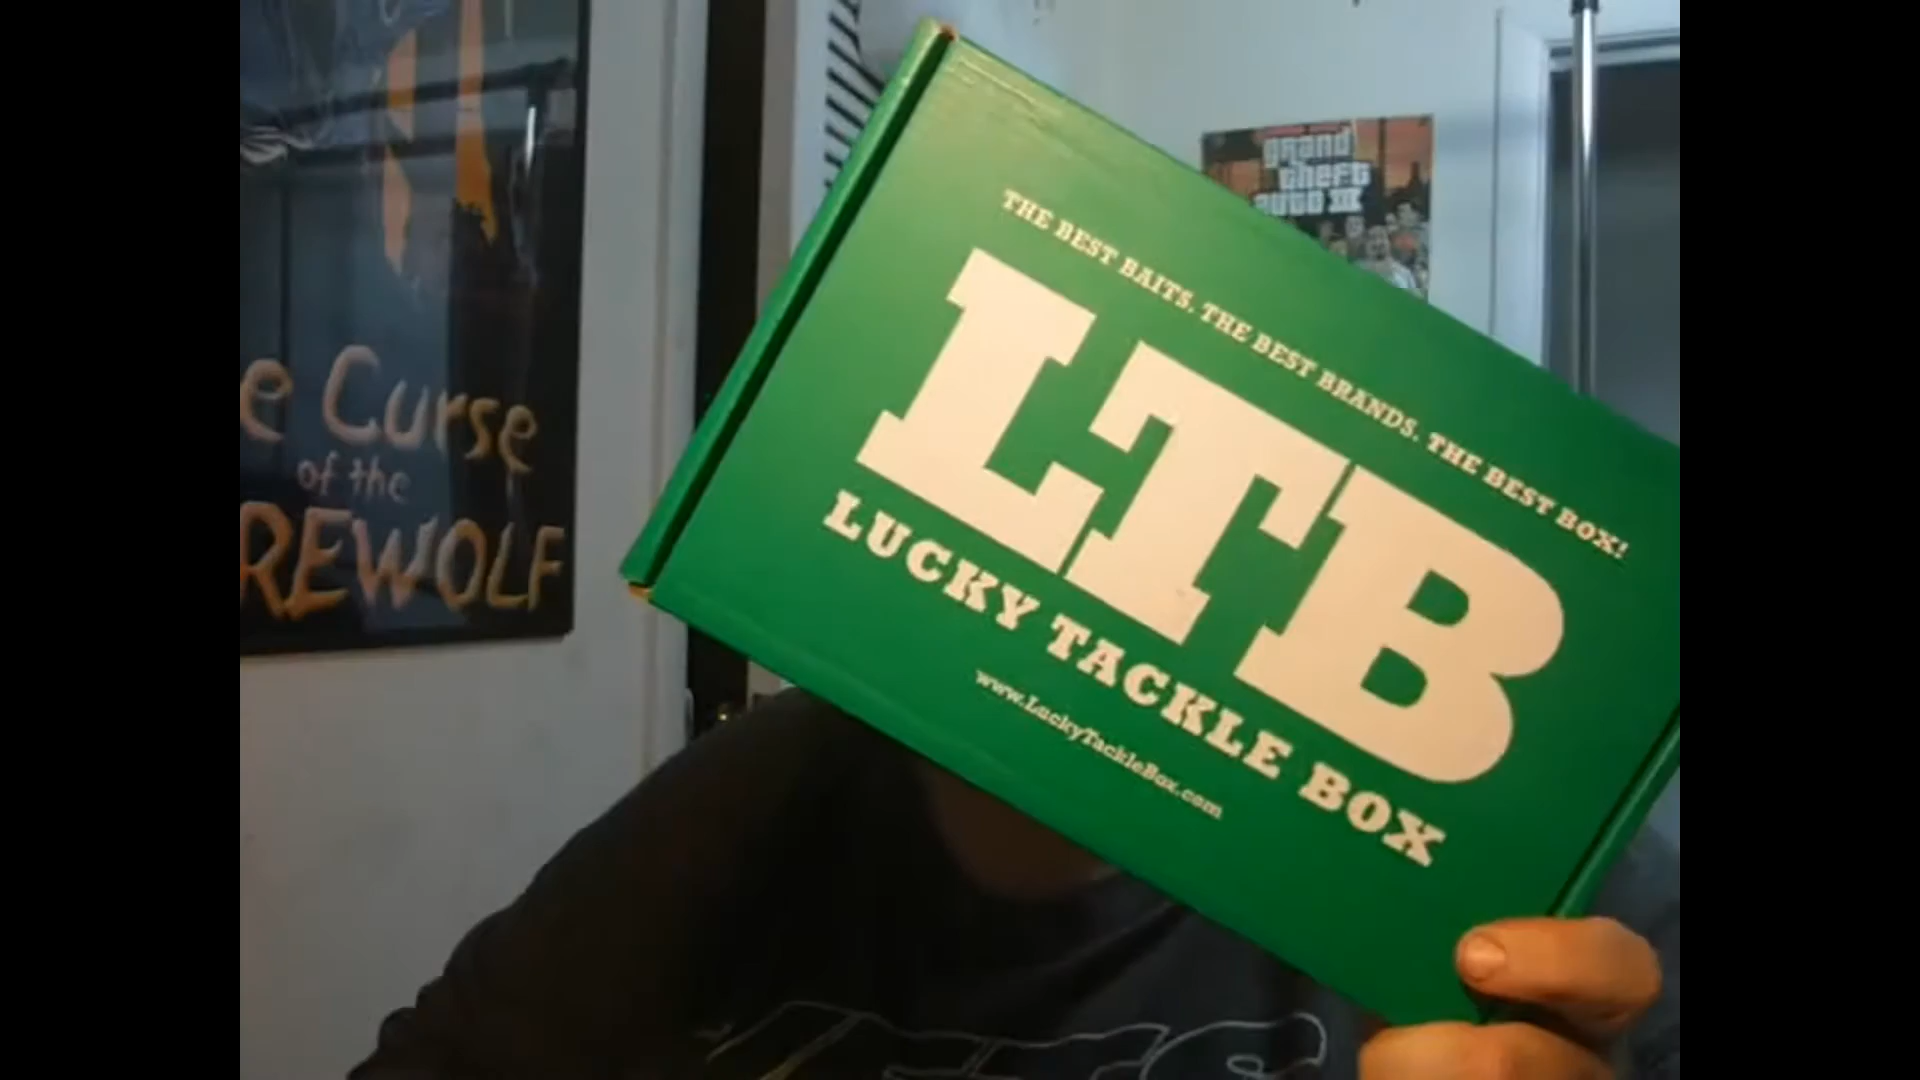 THE BEST BAITS. THE BEST BRANDS. THE BEST BOX!
LTB
LUCKY TACKLE BOX
www.LuckyTackleBox.com
grand
theft
auto III
e Curse
of the
REWOLF